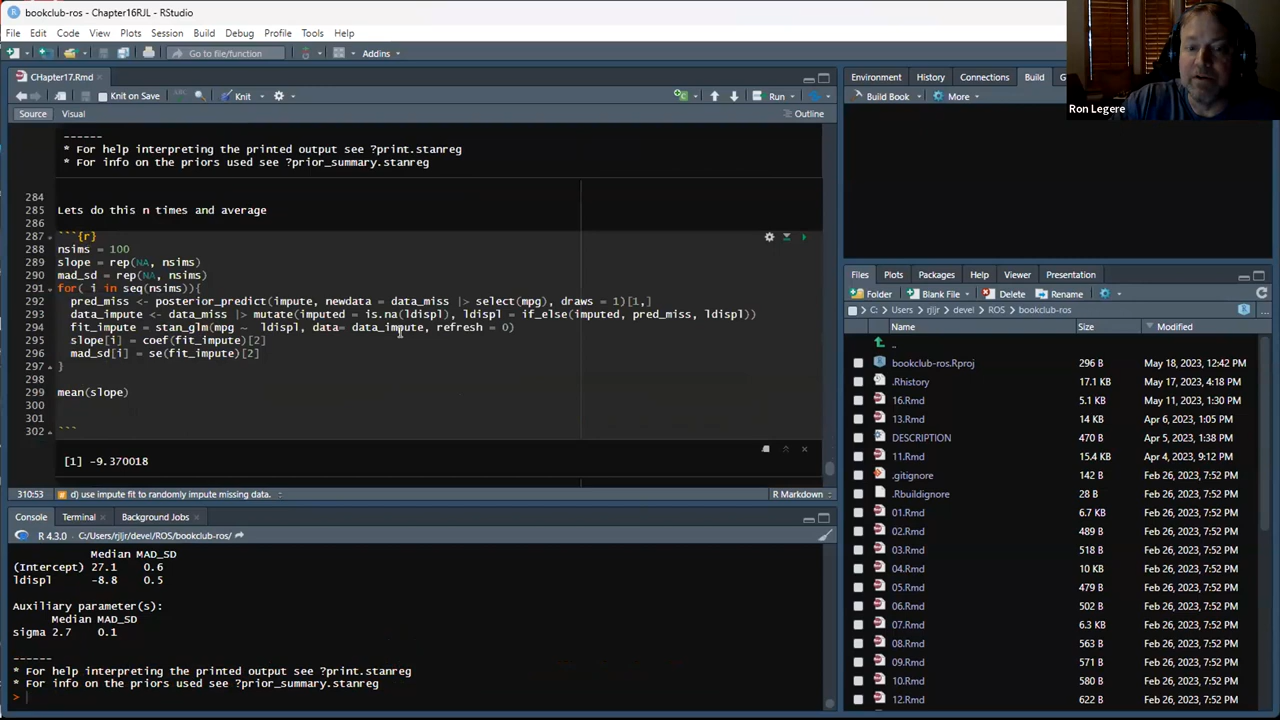 bookclub-ros - Chapter16RJL - RStudio
File Edit Code View Plots Session Build Debug Profile Tools Help
Go to file/function Addins
CHapter17.Rmd
Knit on Save Knit Run
Source Visual Outline
------
* For help interpreting the printed output see ?print.stanreg
* For info on the priors used see ?prior_summary.stanreg
284
285 Lets do this n times and average
286
287 ```{r}
288 nsims = 100
289 slope = rep(NA, nsims)
290 mad_sd = rep(NA, nsims)
291 for( i in seq(nsims)){
292 pred_miss <- posterior_predict(impute, newdata = data_miss |> select(mpg), draws = 1)[1,]
293 data_impute <- data_miss |> mutate(imputed = is.na(ldispl), ldispl = if_else(imputed, pred_miss, ldispl))
294 fit_impute = stan_glm(mpg ~ ldispl, data= data_impute, refresh = 0)
295 slope[i] = coef(fit_impute)[2]
296 mad_sd[i] = se(fit_impute)[2]
297 }
298
299 mean(slope)
300
301
302 ```
[1] -9.370018
310:53 d) use impute fit to randomly impute missing data. R Markdown
Console Terminal Background Jobs
R 4.3.0 · C:/Users/rjljr/devel/ROS/bookclub-ros/
Median MAD_SD
(Intercept) 27.1 0.6
ldispl -8.8 0.5
Auxiliary parameter(s):
Median MAD_SD
sigma 2.7 0.1
------
* For help interpreting the printed output see ?print.stanreg
* For info on the priors used see ?prior_summary.stanreg
>
Environment History Connections Build G
Build Book More
Ron Legere
Files Plots Packages Help Viewer Presentation
Folder Blank File Delete Rename
C: Users rjljr devel ROS bookclub-ros
Name Size Modified
..
bookclub-ros.Rproj 296 B May 18, 2023, 12:42 PM
.Rhistory 17.1 KB May 17, 2023, 4:18 PM
16.Rmd 5.1 KB May 11, 2023, 1:30 PM
13.Rmd 14 KB Apr 6, 2023, 1:05 PM
DESCRIPTION 470 B Apr 5, 2023, 1:38 PM
11.Rmd 15.4 KB Apr 4, 2023, 9:12 PM
.gitignore 142 B Feb 26, 2023, 7:52 PM
.Rbuildignore 28 B Feb 26, 2023, 7:52 PM
01.Rmd 6.7 KB Feb 26, 2023, 7:52 PM
02.Rmd 489 B Feb 26, 2023, 7:52 PM
03.Rmd 518 B Feb 26, 2023, 7:52 PM
04.Rmd 10 KB Feb 26, 2023, 7:52 PM
05.Rmd 479 B Feb 26, 2023, 7:52 PM
06.Rmd 502 B Feb 26, 2023, 7:52 PM
07.Rmd 6.3 KB Feb 26, 2023, 7:52 PM
08.Rmd 563 B Feb 26, 2023, 7:52 PM
09.Rmd 571 B Feb 26, 2023, 7:52 PM
10.Rmd 580 B Feb 26, 2023, 7:52 PM
12.Rmd 622 B Feb 26, 2023, 7:52 PM